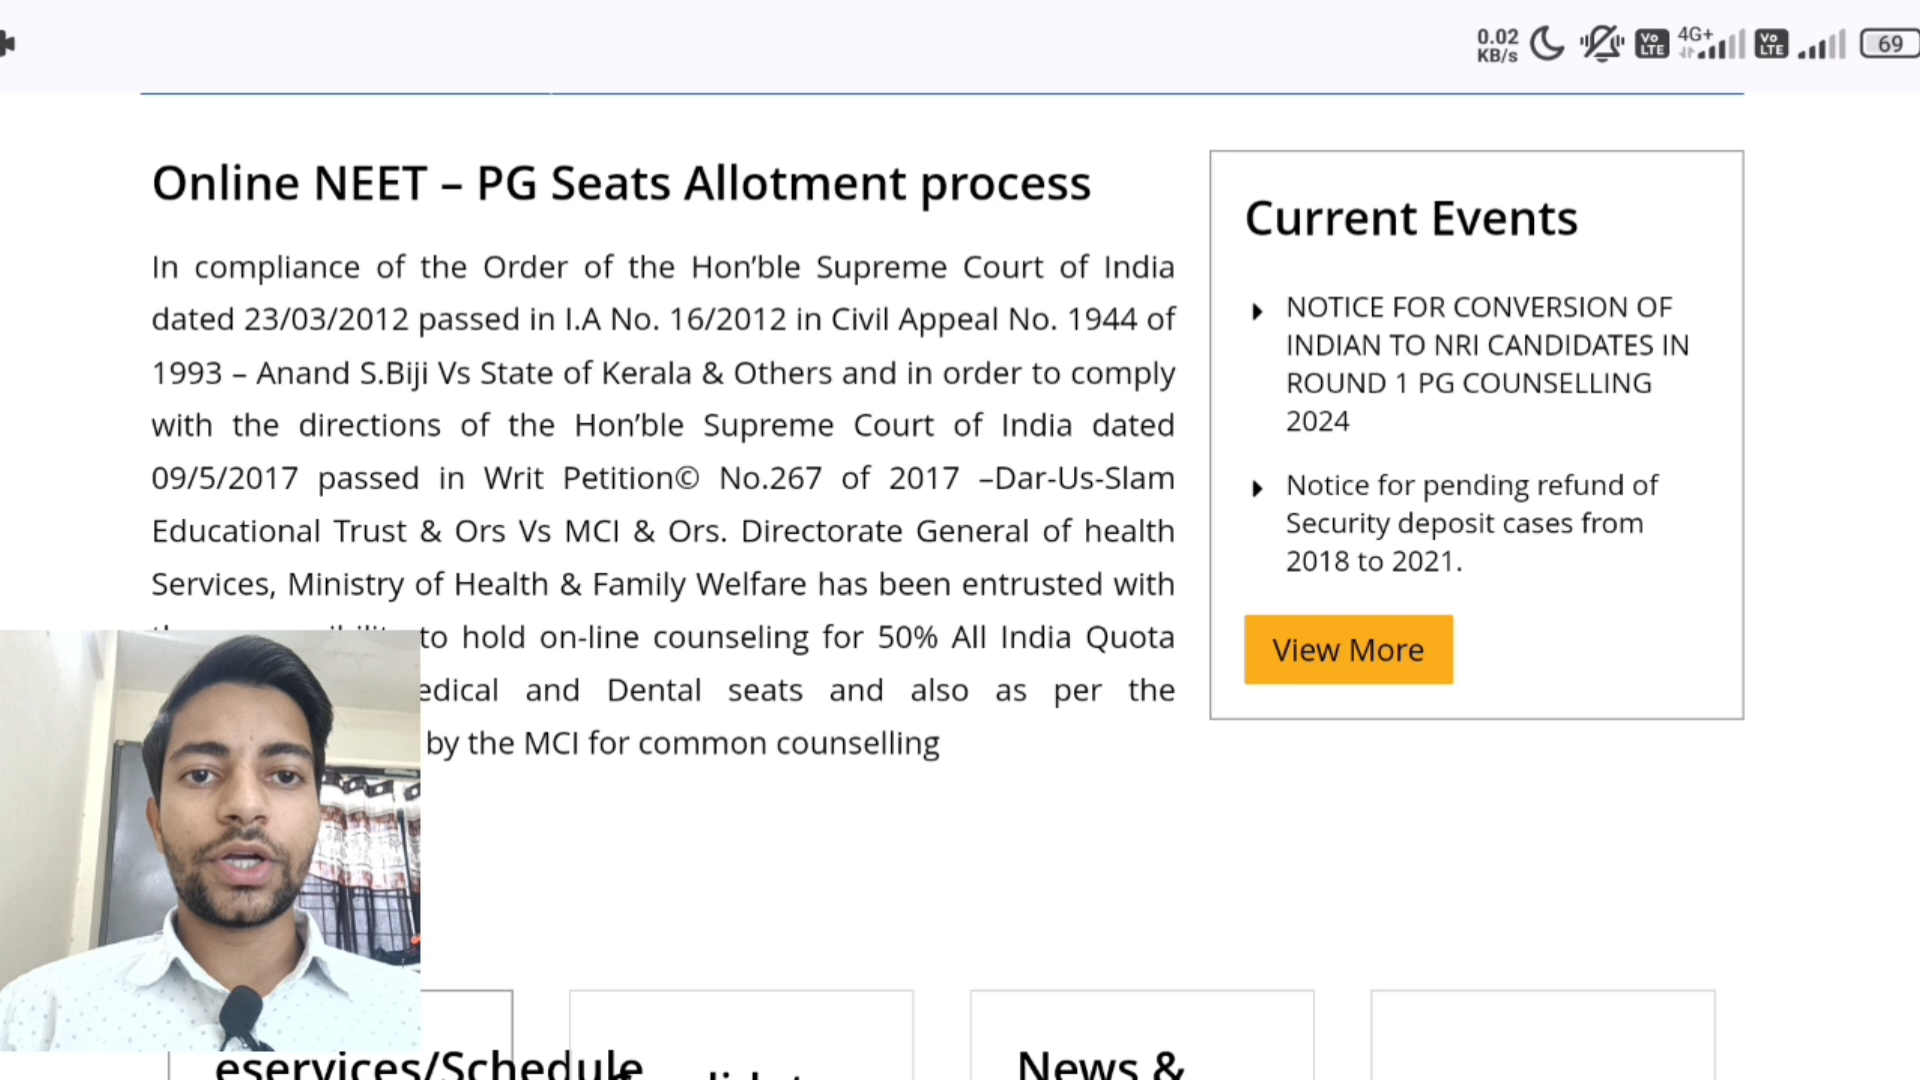 0.02
KB/s
Vo
LTE
4G+
Vo
LTE
69
Online NEET – PG Seats Allotment process
In compliance of the Order of the Hon’ble Supreme Court of India
dated 23/03/2012 passed in I.A No. 16/2012 in Civil Appeal No. 1944 of
1993 – Anand S.Biji Vs State of Kerala & Others and in order to comply
with the directions of the Hon’ble Supreme Court of India dated
09/5/2017 passed in Writ Petition© No.267 of 2017 –Dar-Us-Slam
Educational Trust & Ors Vs MCI & Ors. Directorate General of health
Services, Ministry of Health & Family Welfare has been entrusted with
to hold on-line counseling for 50% All India Quota
edical and Dental seats and also as per the
by the MCI for common counselling
Current Events
NOTICE FOR CONVERSION OF
INDIAN TO NRI CANDIDATES IN
ROUND 1 PG COUNSELLING
2024
Notice for pending refund of
Security deposit cases from
2018 to 2021.
View More
eservices/Schedule
News &